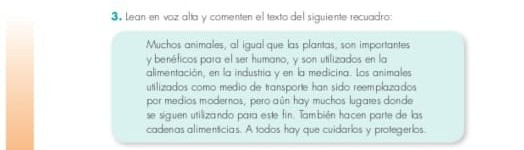 3. Lean en voz alta y comenten el texto del siguiente recuadro:
Muchos animales, al igual que las plantas, son importantes
y benéficos para el ser humano, y son utilizados en la
alimentación, en la industria y en la medicina. Los animales
utilizados como medio de transporte han sido reemplazados
por medios modernos, pero aún hay muchos lugares donde
se siguen utilizando para este fin. También hacen parte de las
cadenas alimenticias. A todos hay que cuidarlos y protegerlos.